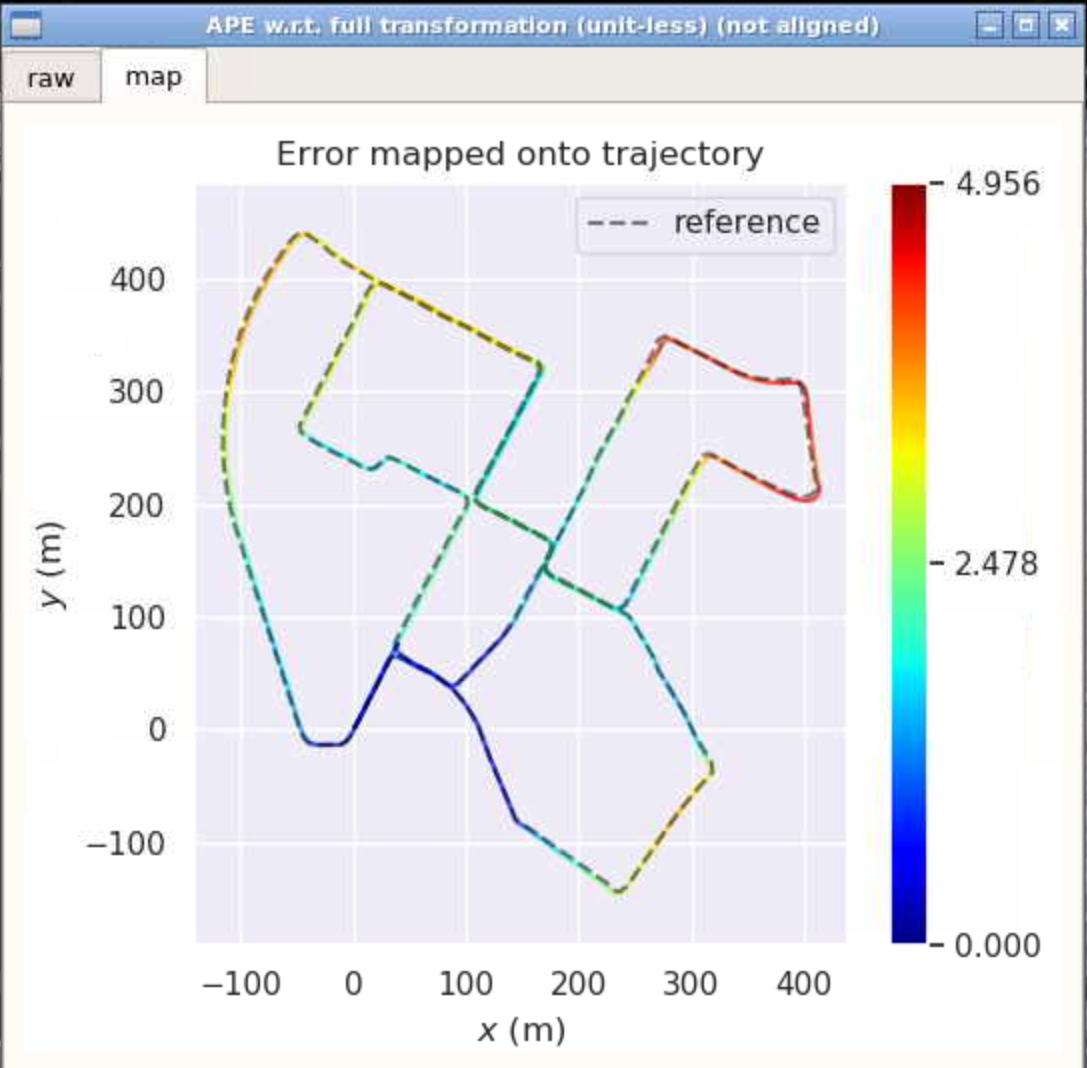 APE w.r.t. full transformation (unit-less) (not aligned)
raw map
Error mapped onto trajectory
reference
400
300
200
100
0
−100
y (m)
−100 0 100 200 300 400
x (m)
4.956
2.478
0.000